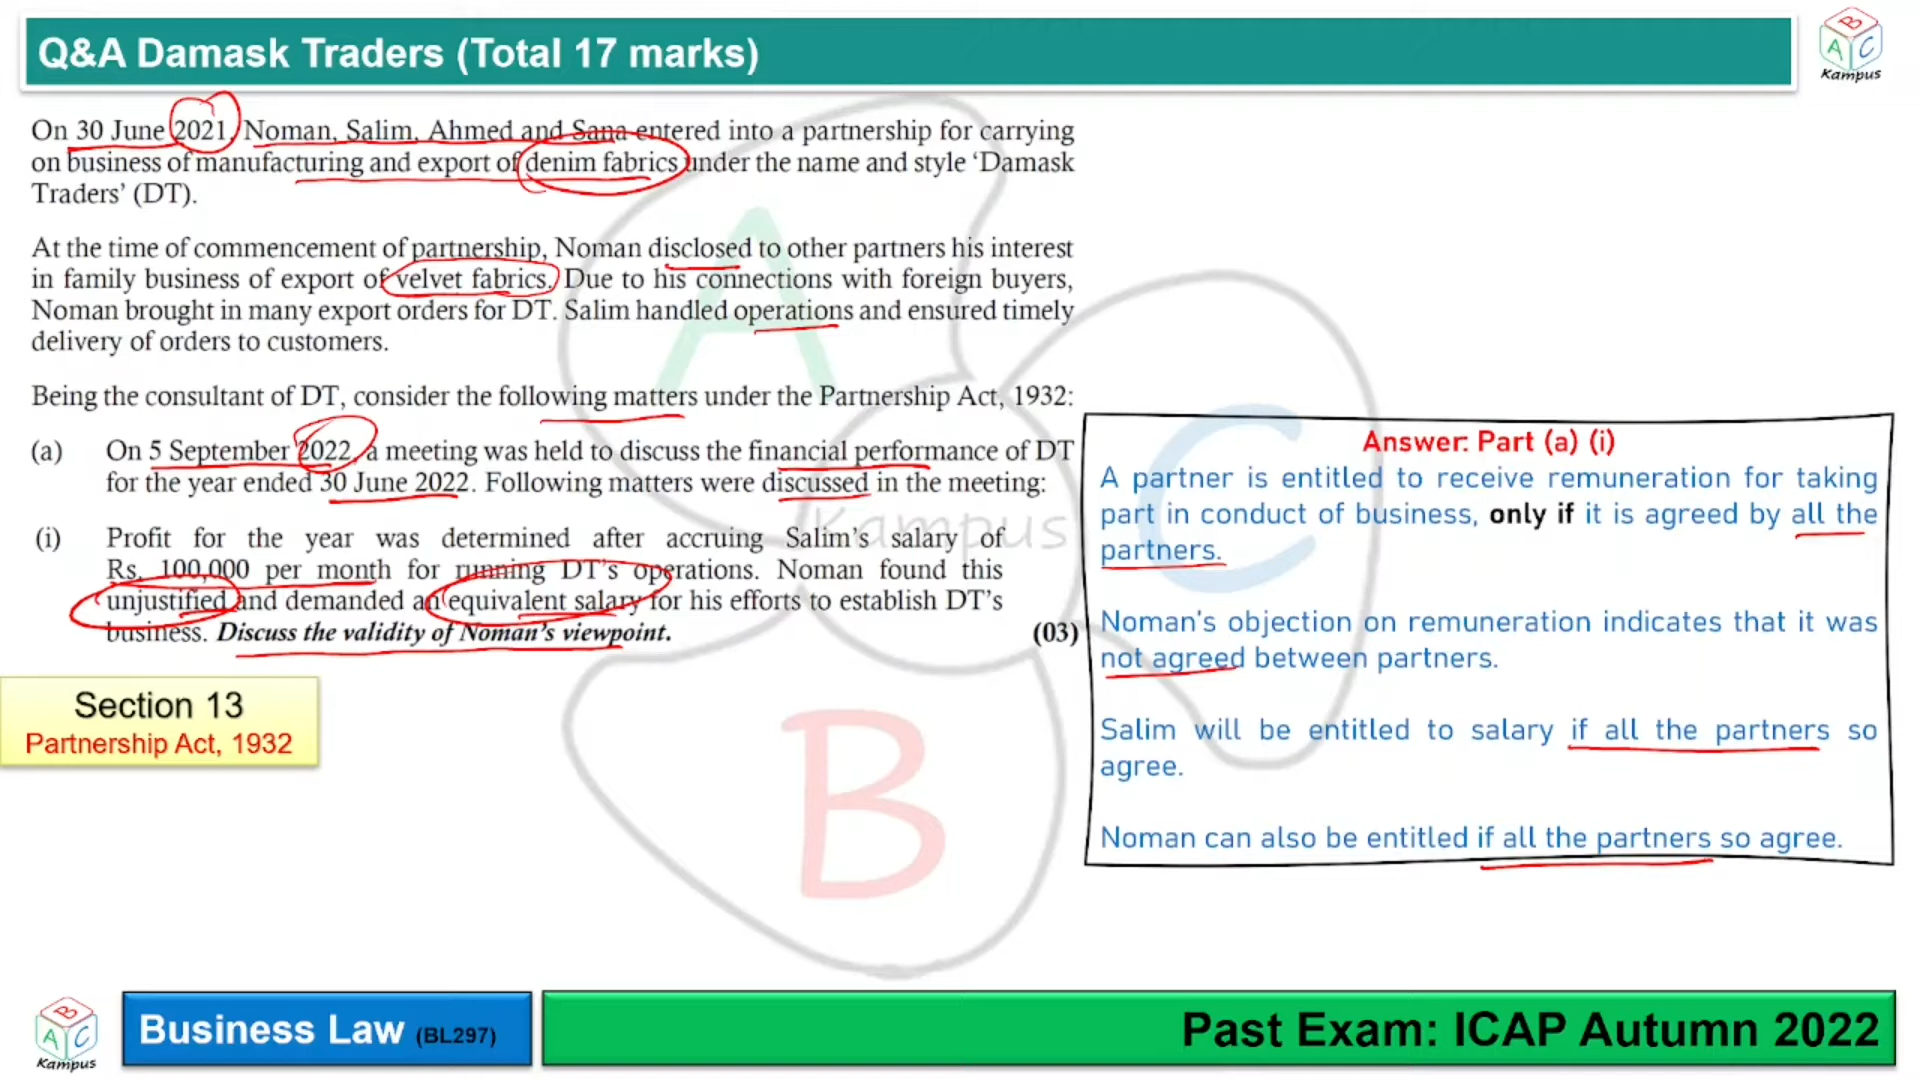 Q&A Damask Traders (Total 17 marks)
B
A C
Kampus
On 30 June 2021, Noman, Salim, Ahmed and Sana entered into a partnership for carrying
on business of manufacturing and export of denim fabrics under the name and style ‘Damask
Traders’ (DT).
At the time of commencement of partnership, Noman disclosed to other partners his interest
in family business of export of velvet fabrics. Due to his connections with foreign buyers,
Noman brought in many export orders for DT. Salim handled operations and ensured timely
delivery of orders to customers.
Being the consultant of DT, consider the following matters under the Partnership Act, 1932:
(a) On 5 September 2022, a meeting was held to discuss the financial performance of DT
for the year ended 30 June 2022. Following matters were discussed in the meeting:
(i) Profit for the year was determined after accruing Salim’s salary of
Rs. 100,000 per month for running DT’s operations. Noman found this
unjustified and demanded an equivalent salary for his efforts to establish DT’s
business. Discuss the validity of Noman’s viewpoint. (03)
Section 13
Partnership Act, 1932
Answer: Part (a) (i)
A partner is entitled to receive remuneration for taking
part in conduct of business, only if it is agreed by all the
partners.
Noman's objection on remuneration indicates that it was
not agreed between partners.
Salim will be entitled to salary if all the partners so
agree.
Noman can also be entitled if all the partners so agree.
A
C
Kampus
B
B
A C
Kampus
Business Law (BL297)
Past Exam: ICAP Autumn 2022